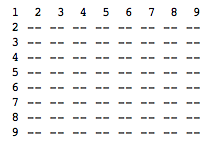 1 2 3 4 5 6 7 8 9
2 -- -- -- -- -- -- -- --
3 -- -- -- -- -- -- -- --
4 -- -- -- -- -- -- -- --
5 -- -- -- -- -- -- -- --
6 -- -- -- -- -- -- -- --
7 -- -- -- -- -- -- -- --
8 -- -- -- -- -- -- -- --
9 -- -- -- -- -- -- -- --